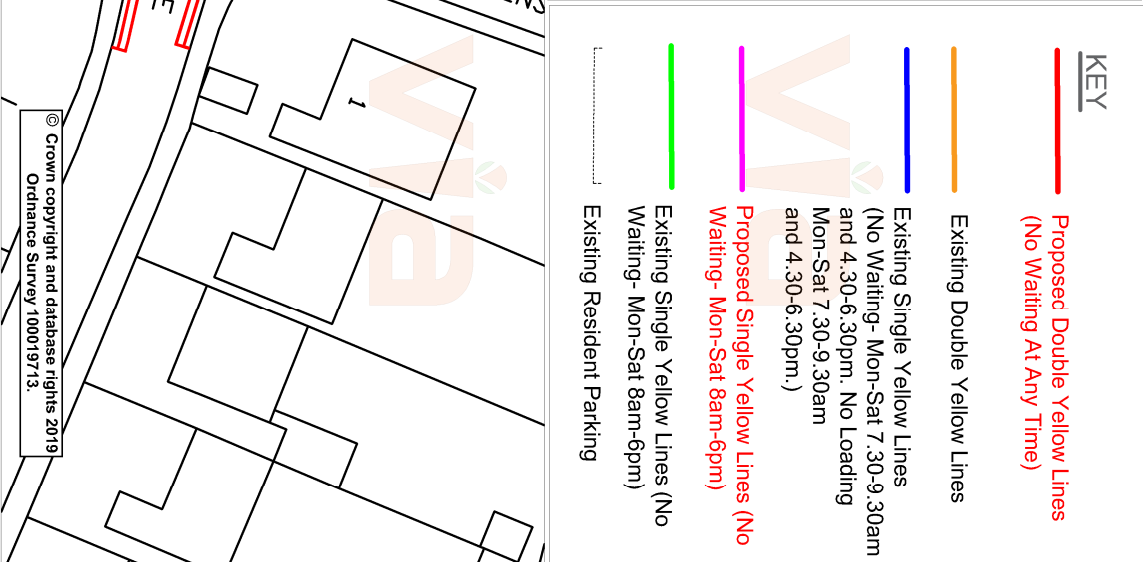 KEY
Proposed Double Yellow Lines
(No Waiting At Any Time)
Existing Double Yellow Lines
Existing Single Yellow Lines
(No Waiting- Mon-Sat 7.30-9.30am
and 4.30-6.30pm. No Loading
Mon-Sat 7.30-9.30am
and 4.30-6.30pm.)
Proposed Single Yellow Lines (No
Waiting- Mon-Sat 8am-6pm)
Existing Single Yellow Lines (No
Waiting- Mon-Sat 8am-6pm)
Existing Resident Parking
via
via
1
© Crown copyright and database rights 2019
Ordnance Survey 100019713.